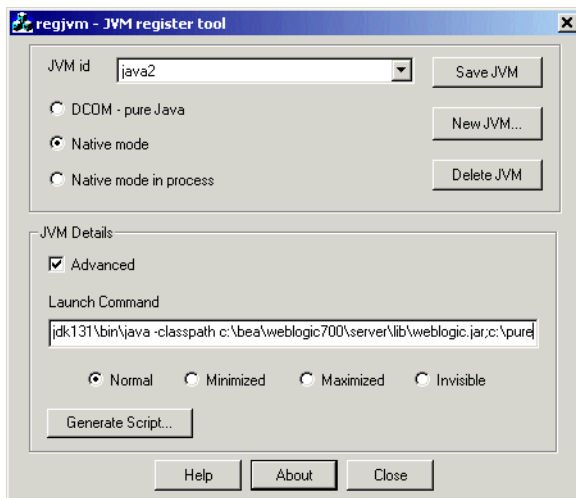 regjvm - JVM register tool
JVM id
java2
Save JVM
DCOM - pure Java
New JVM...
Native mode
Delete JVM
Native mode in process
JVM Details
Advanced
Launch Command
jdk131\bin\java -classpath c:\bea\weblogic700\server\lib\weblogic.jar;c:\pure
Normal Minimized Maximized Invisible
Generate Script...
Help About Close